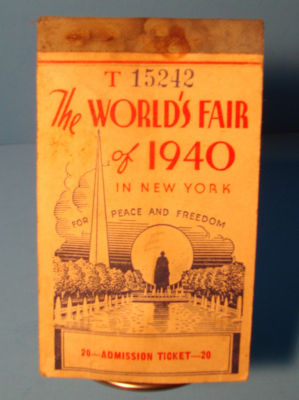 T 15242
The WORLD'S FAIR
of 1940
IN NEW YORK
FOR PEACE AND FREEDOM
20—ADMISSION TICKET—20